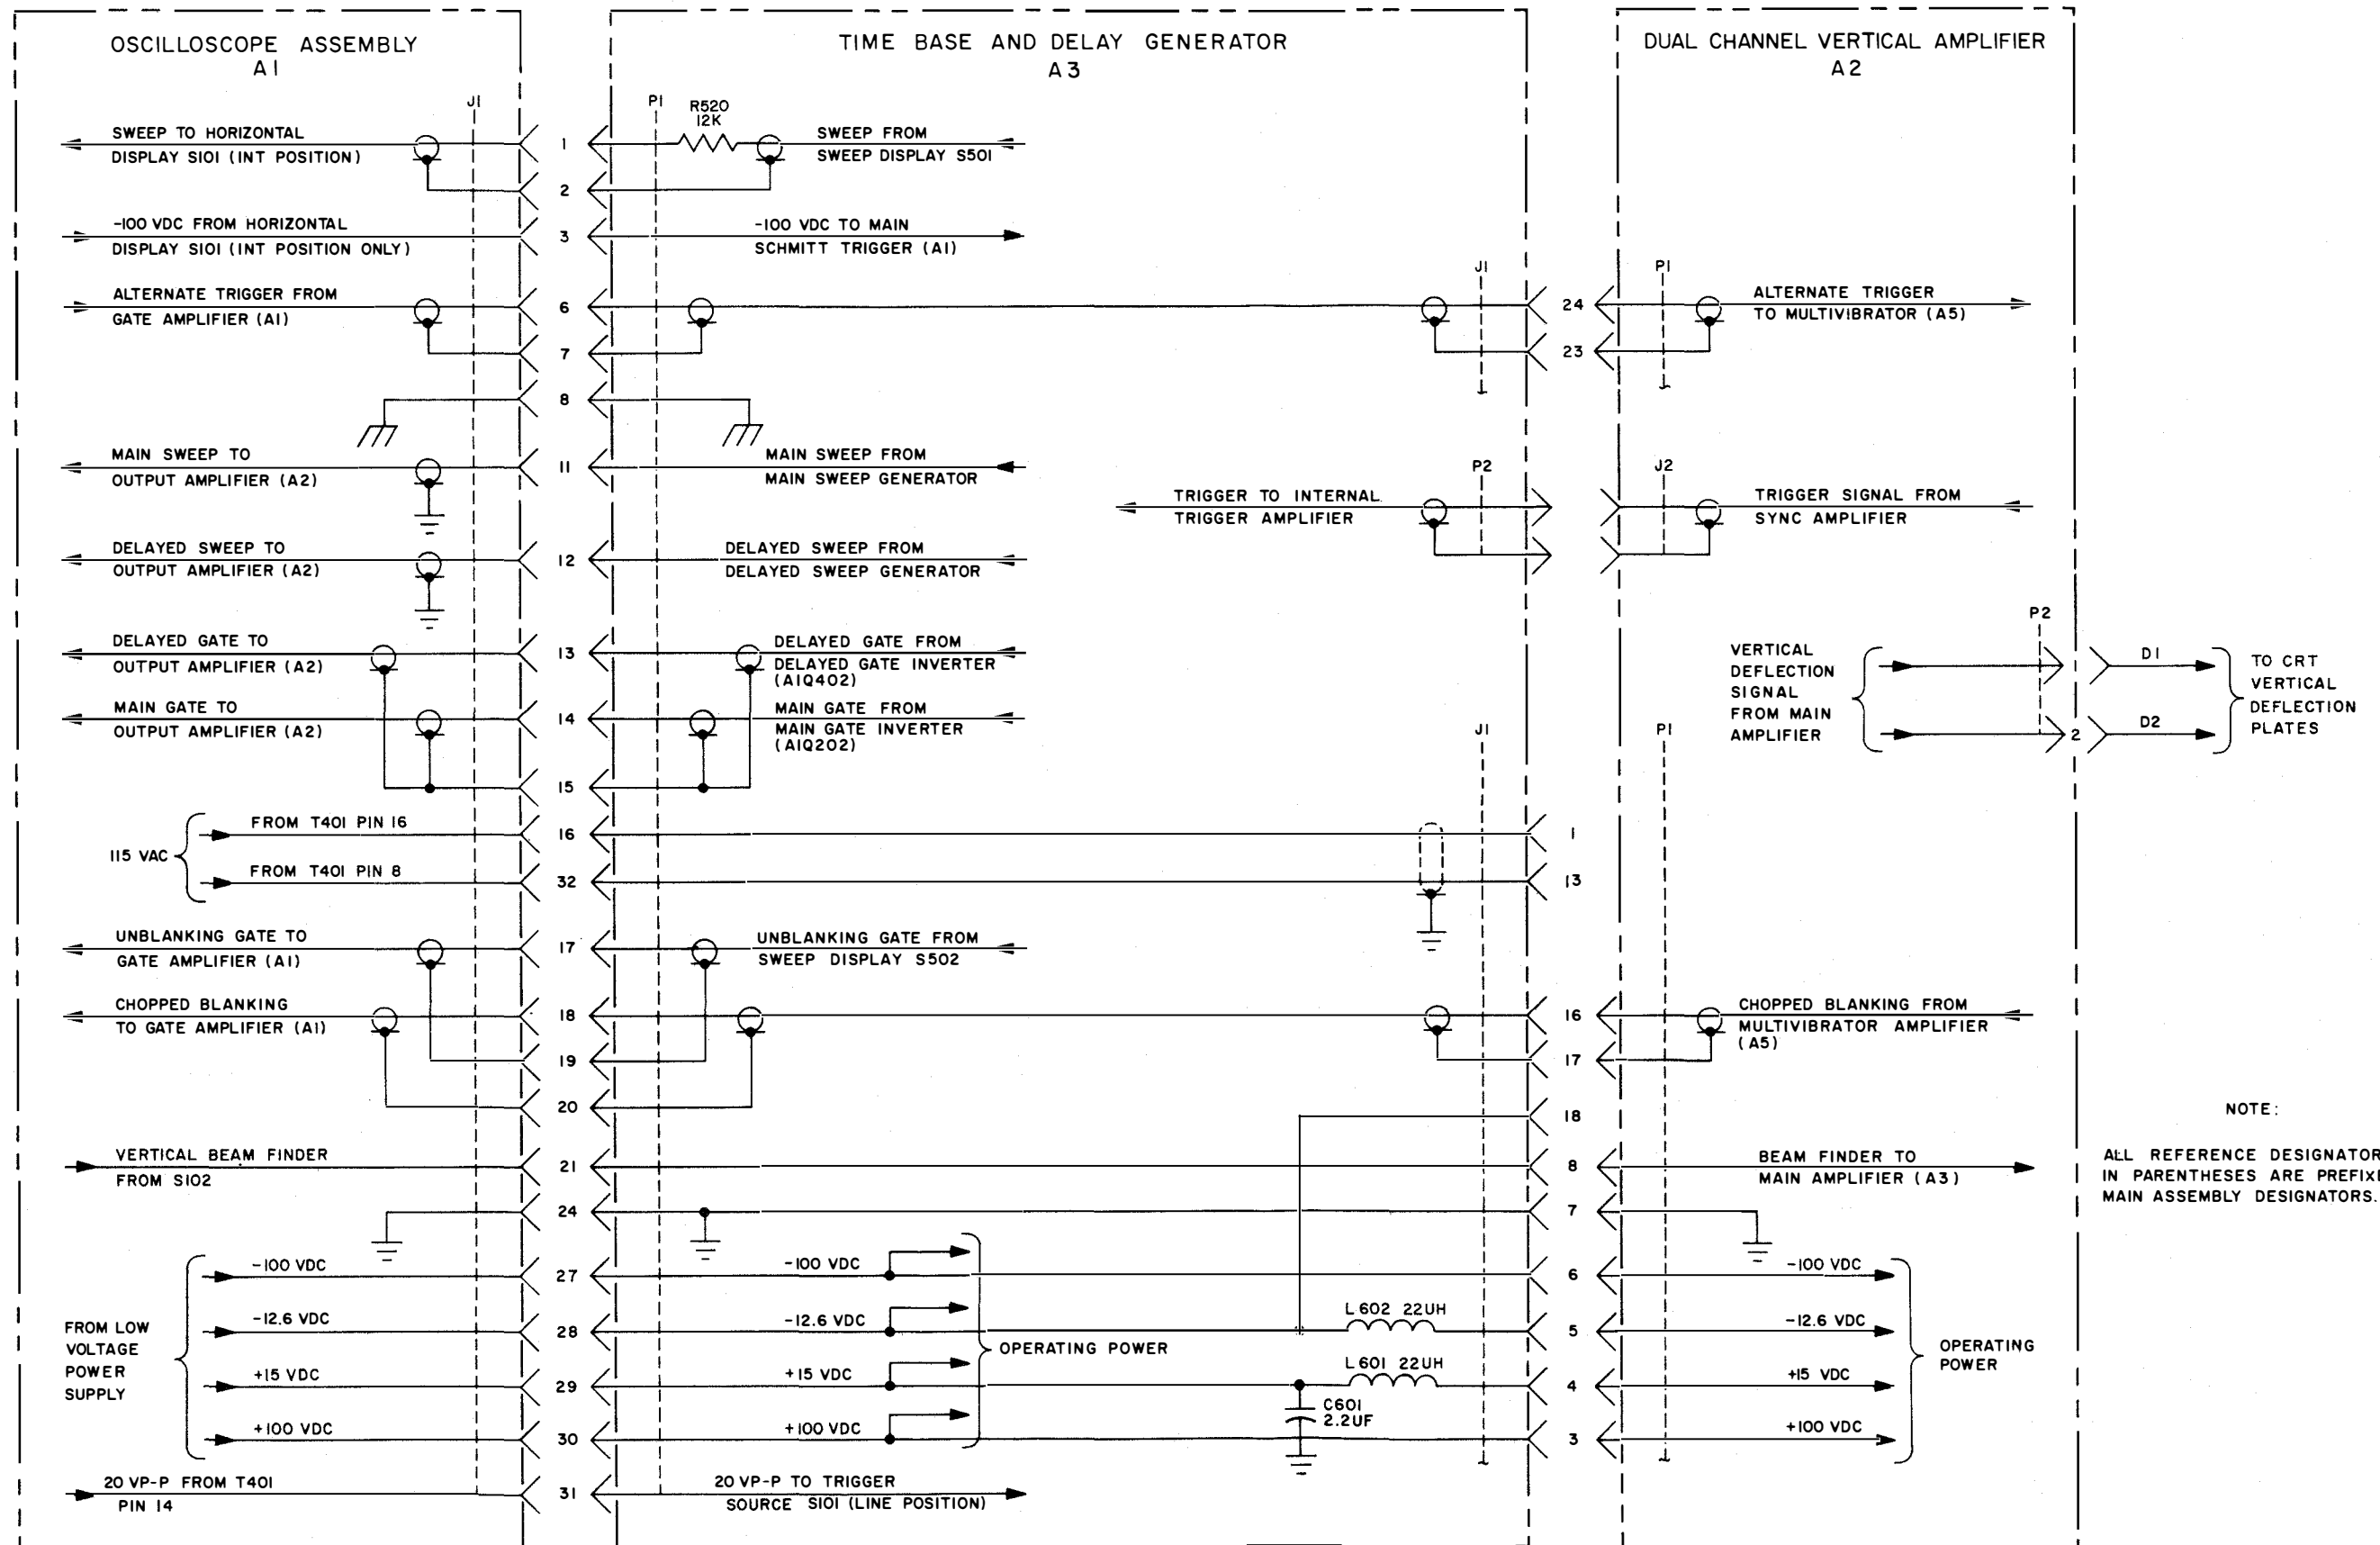 OSCILLOSCOPE ASSEMBLY
A1
TIME BASE AND DELAY GENERATOR
A3
DUAL CHANNEL VERTICAL AMPLIFIER
A2
J1
P1
R520
12K
SWEEP TO HORIZONTAL
DISPLAY S101 (INT POSITION)
1
SWEEP FROM
SWEEP DISPLAY S501
2
-100 VDC FROM HORIZONTAL
DISPLAY S101 (INT POSITION ONLY)
3
-100 VDC TO MAIN
SCHMITT TRIGGER (A1)
J1
P1
ALTERNATE TRIGGER FROM
GATE AMPLIFIER (A1)
6
24
ALTERNATE TRIGGER
TO MULTIVIBRATOR (A5)
7
23
8
MAIN SWEEP TO
OUTPUT AMPLIFIER (A2)
11
MAIN SWEEP FROM
MAIN SWEEP GENERATOR
P2
J2
TRIGGER TO INTERNAL
TRIGGER AMPLIFIER
TRIGGER SIGNAL FROM
SYNC AMPLIFIER
DELAYED SWEEP TO
OUTPUT AMPLIFIER (A2)
12
DELAYED SWEEP FROM
DELAYED SWEEP GENERATOR
DELAYED GATE TO
OUTPUT AMPLIFIER (A2)
13
DELAYED GATE FROM
DELAYED GATE INVERTER
(A1Q402)
P2
VERTICAL
DEFLECTION
SIGNAL
FROM MAIN
AMPLIFIER
1
D1
2
D2
TO CRT
VERTICAL
DEFLECTION
PLATES
MAIN GATE TO
OUTPUT AMPLIFIER (A2)
14
MAIN GATE FROM
MAIN GATE INVERTER
(A1Q202)
J1
P1
15
115 VAC
FROM T401 PIN 16
16
1
FROM T401 PIN 8
32
13
UNBLANKING GATE TO
GATE AMPLIFIER (A1)
17
UNBLANKING GATE FROM
SWEEP DISPLAY S502
CHOPPED BLANKING
TO GATE AMPLIFIER (A1)
18
16
CHOPPED BLANKING FROM
MULTIVIBRATOR AMPLIFIER
(A5)
19
17
20
18
NOTE:
ALL REFERENCE DESIGNATOR
IN PARENTHESES ARE PREFIX
MAIN ASSEMBLY DESIGNATORS.
VERTICAL BEAM FINDER
FROM S102
21
8
BEAM FINDER TO
MAIN AMPLIFIER (A3)
24
7
FROM LOW
VOLTAGE
POWER
SUPPLY
-100 VDC
27
-100 VDC
6
-100 VDC
-12.6 VDC
28
-12.6 VDC
L602 22UH
5
-12.6 VDC
OPERATING POWER
OPERATING
POWER
+15 VDC
29
+15 VDC
L601 22UH
4
+15 VDC
C601
2.2UF
+100 VDC
30
+100 VDC
3
+100 VDC
20 VP-P FROM T401
PIN 14
31
20 VP-P TO TRIGGER
SOURCE S101 (LINE POSITION)